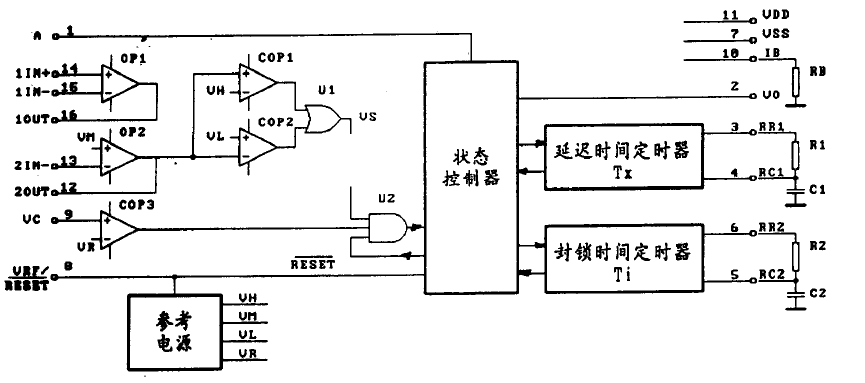 A 1
1IN+ 14
1IN- 15
1OUT 16
OP1
VM OP2
2IN- 13
2OUT 12
COP1
VH
VL COP2
U1
VS
VC 9
COP3
VR
U2
RESET
VRF/ 8
RESET
参考
电源
VH
VM
VL
VR
状态
控制器
延迟时间定时器
Tx
封锁时间定时器
Ti
11 VDD
7 VSS
10 IB
RB
2 VO
3 RR1
R1
4 RC1
C1
6 RR2
R2
5 RC2
C2